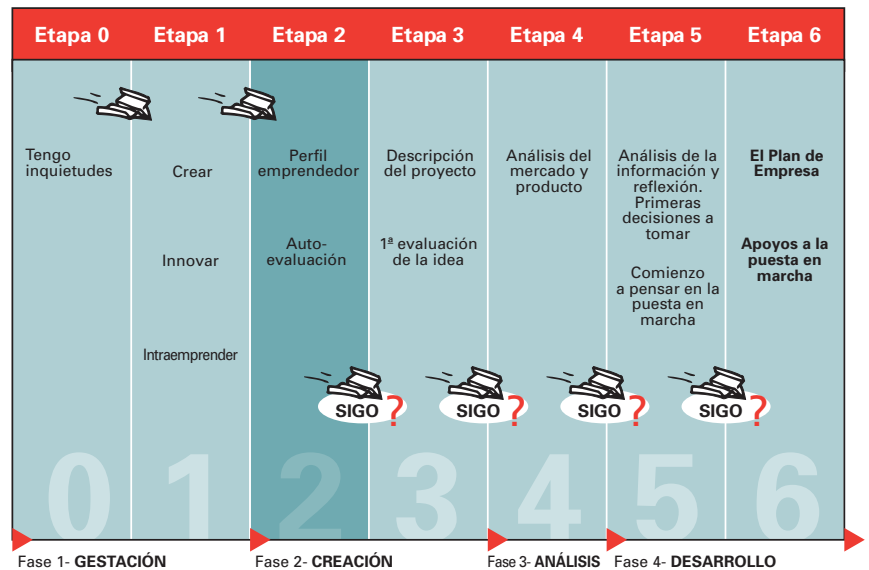 Etapa 0
Etapa 1
Etapa 2
Etapa 3
Etapa 4
Etapa 5
Etapa 6
Tengo
inquietudes
Crear
Innovar
Intraemprender
Perfil
emprendedor
Auto-
evaluación
Descripción
del proyecto
1ª evaluación
de la idea
Análisis del
mercado y
producto
Análisis de la
información y
reflexión.
Primeras
decisiones a
tomar
Comienzo
a pensar en la
puesta en
marcha
El Plan de
Empresa
Apoyos a la
puesta en
marcha
SIGO ?
SIGO ?
SIGO ?
SIGO ?
0
1
2
3
4
5
6
Fase 1- GESTACIÓN
Fase 2- CREACIÓN
Fase 3- ANÁLISIS
Fase 4- DESARROLLO